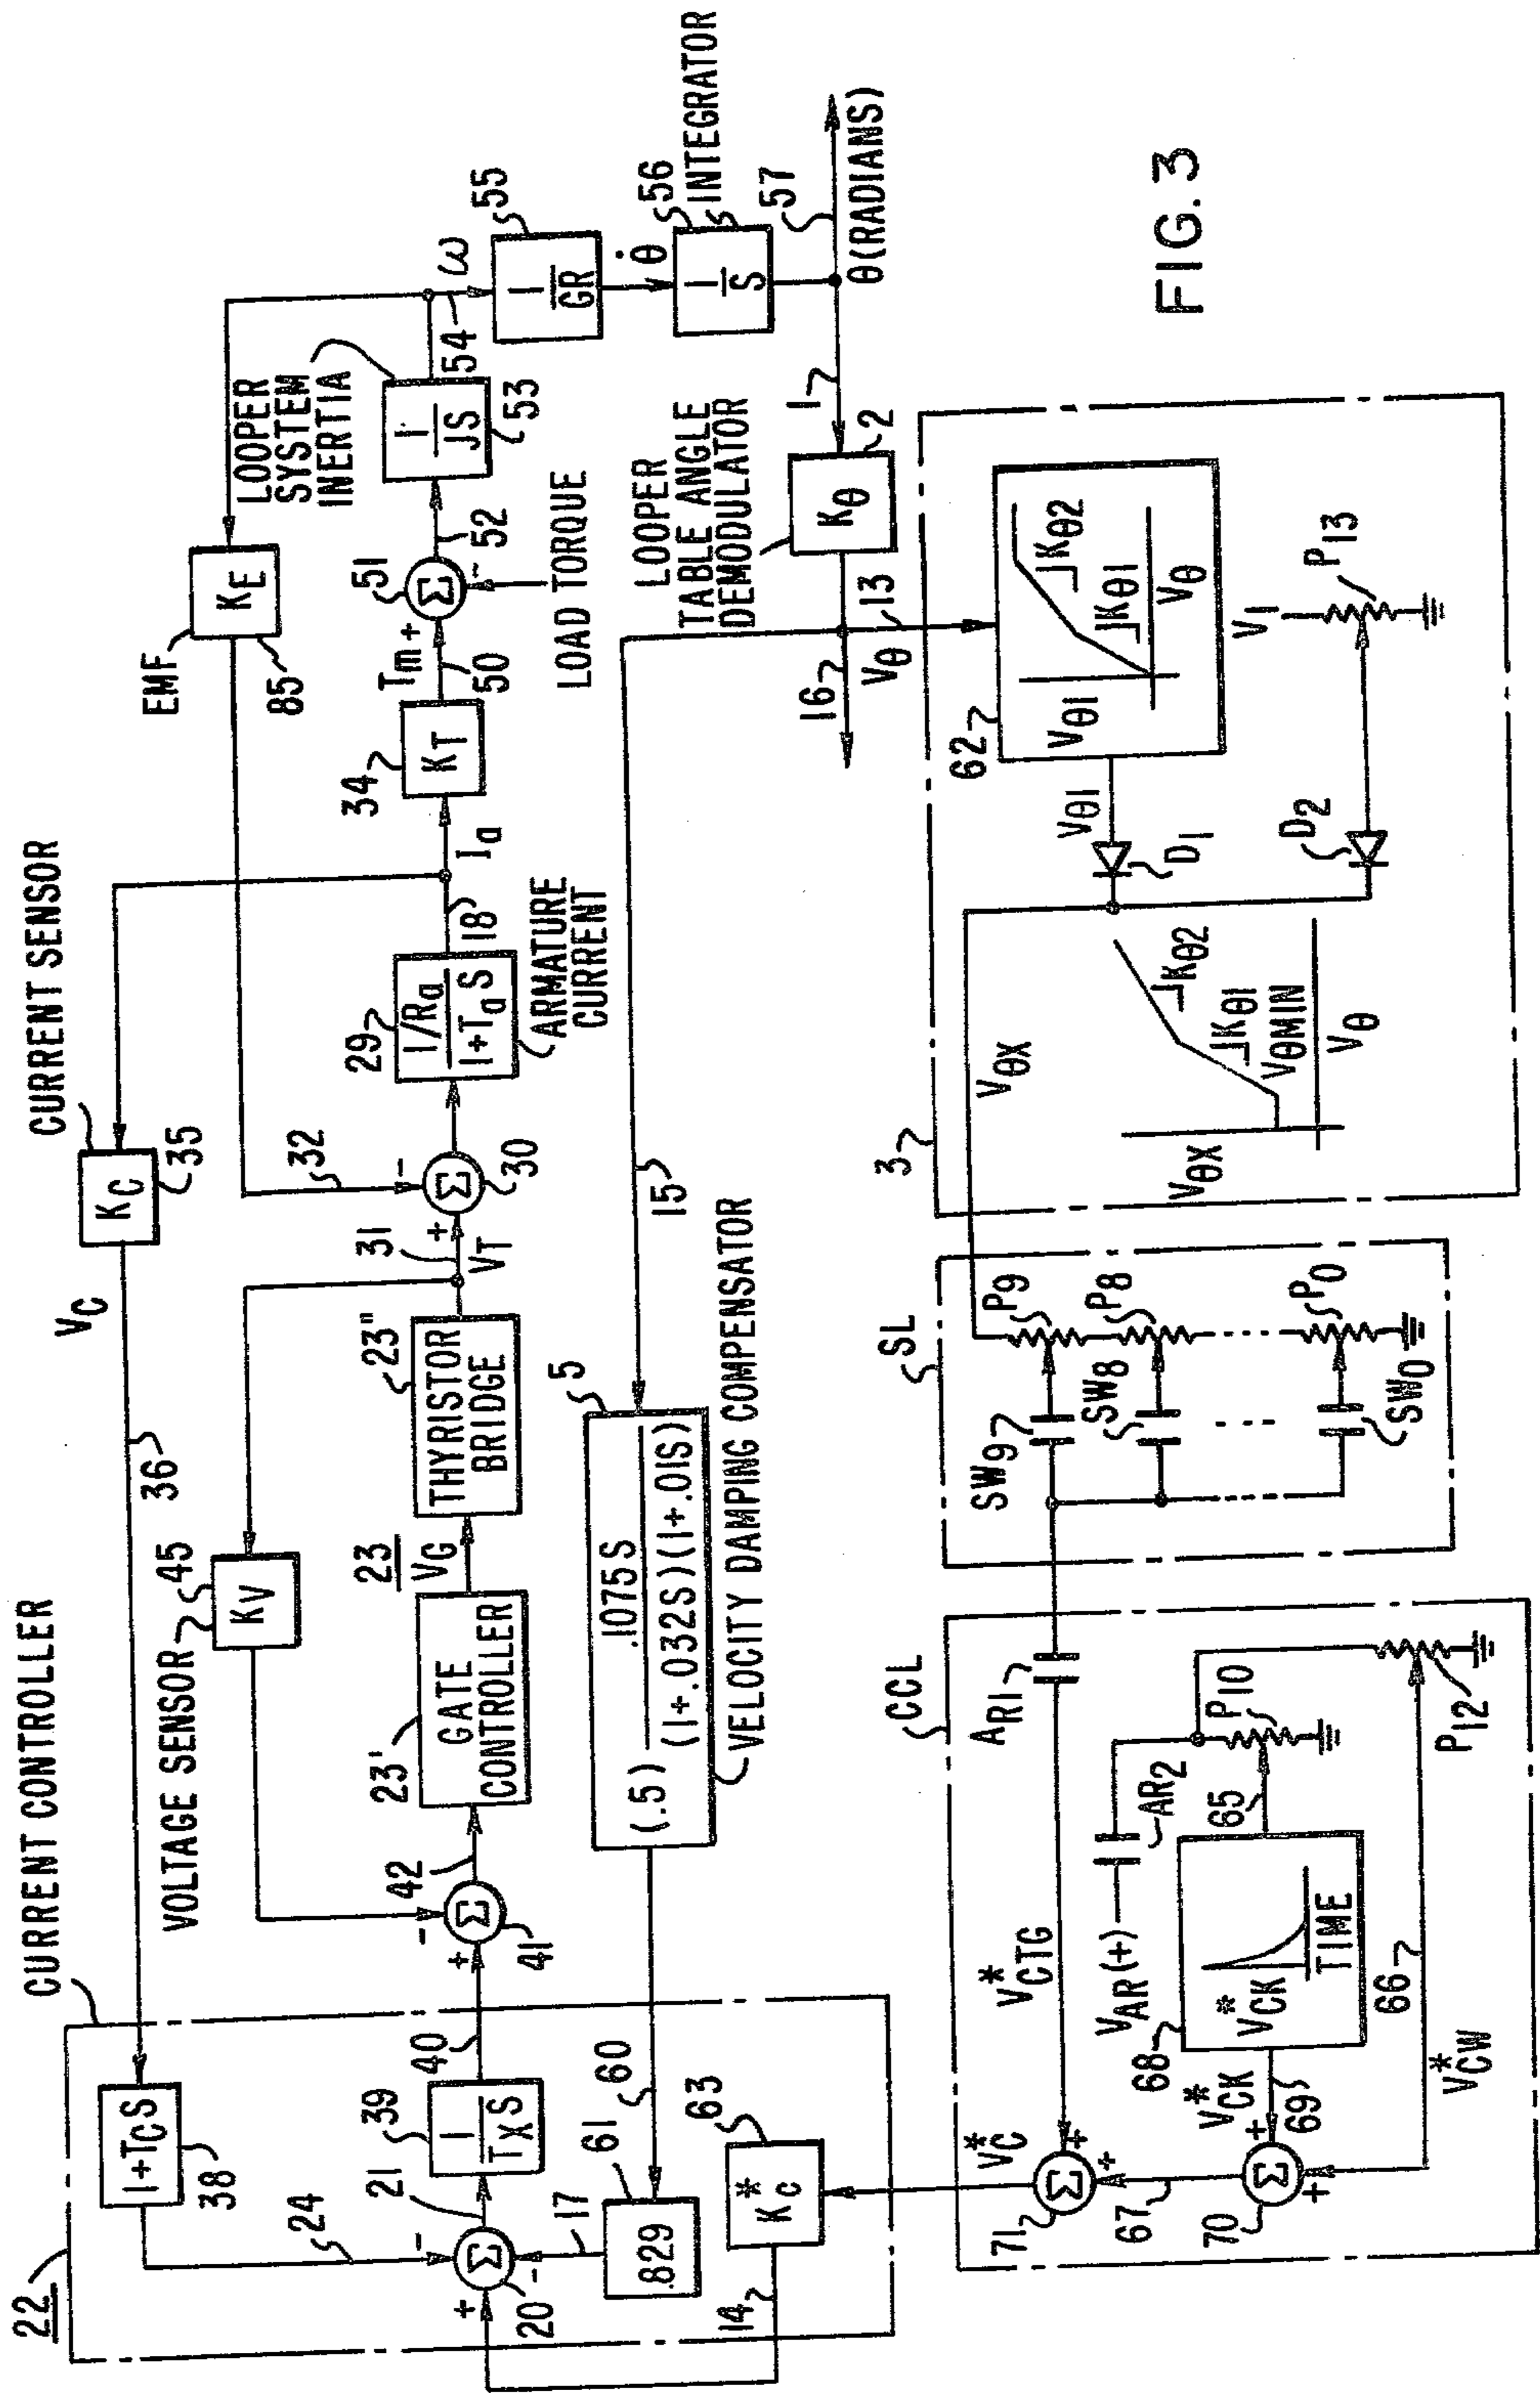 22
CURRENT CONTROLLER
1+TCS
38
24
21
39
1
TXS
40
+
-
-
Σ
20
17
61
.829
60
63
K*c
14
36
VC
CURRENT SENSOR
KC
35
VOLTAGE SENSOR
45
KV
-
+
Σ
41
42
23'
GATE
CONTROLLER
23
VG
23"
THYRISTOR
BRIDGE
31
VT
+
-
32
Σ
30
29
1/Ra
1+TaS
ARMATURE
CURRENT
18
Ia
34
KT
Tm
+
50
51
Σ
-
52
LOAD TORQUE
EMF
85
KE
LOOPER
SYSTEM
INERTIA
1
JS
53
54
ω
55
1
GR
θ̇
56
INTEGRATOR
1
S
57
θ(RADIANS)
1
LOOPER
TABLE ANGLE
DEMODULATOR
Kθ
2
13
16
Vθ
15
5
(.5)
.1075S
(1+.032S)(1+.01S)
VELOCITY DAMPING COMPENSATOR
3
62
Vθ1
Kθ1
Kθ2
Vθ
Vθ1
D1
D2
V1
P13
VθX
VθX
Kθ2
Kθ1
VθMIN
Vθ
SL
P9
P8
P0
SW9
SW8
SW0
CCL
AR1
V*CTG
VAR(+)
AR2
P10
65
P12
68
V*CK
TIME
66
V*CW
V*CK
69
+
+
Σ
70
67
+
+
Σ
71
V*C
FIG. 3